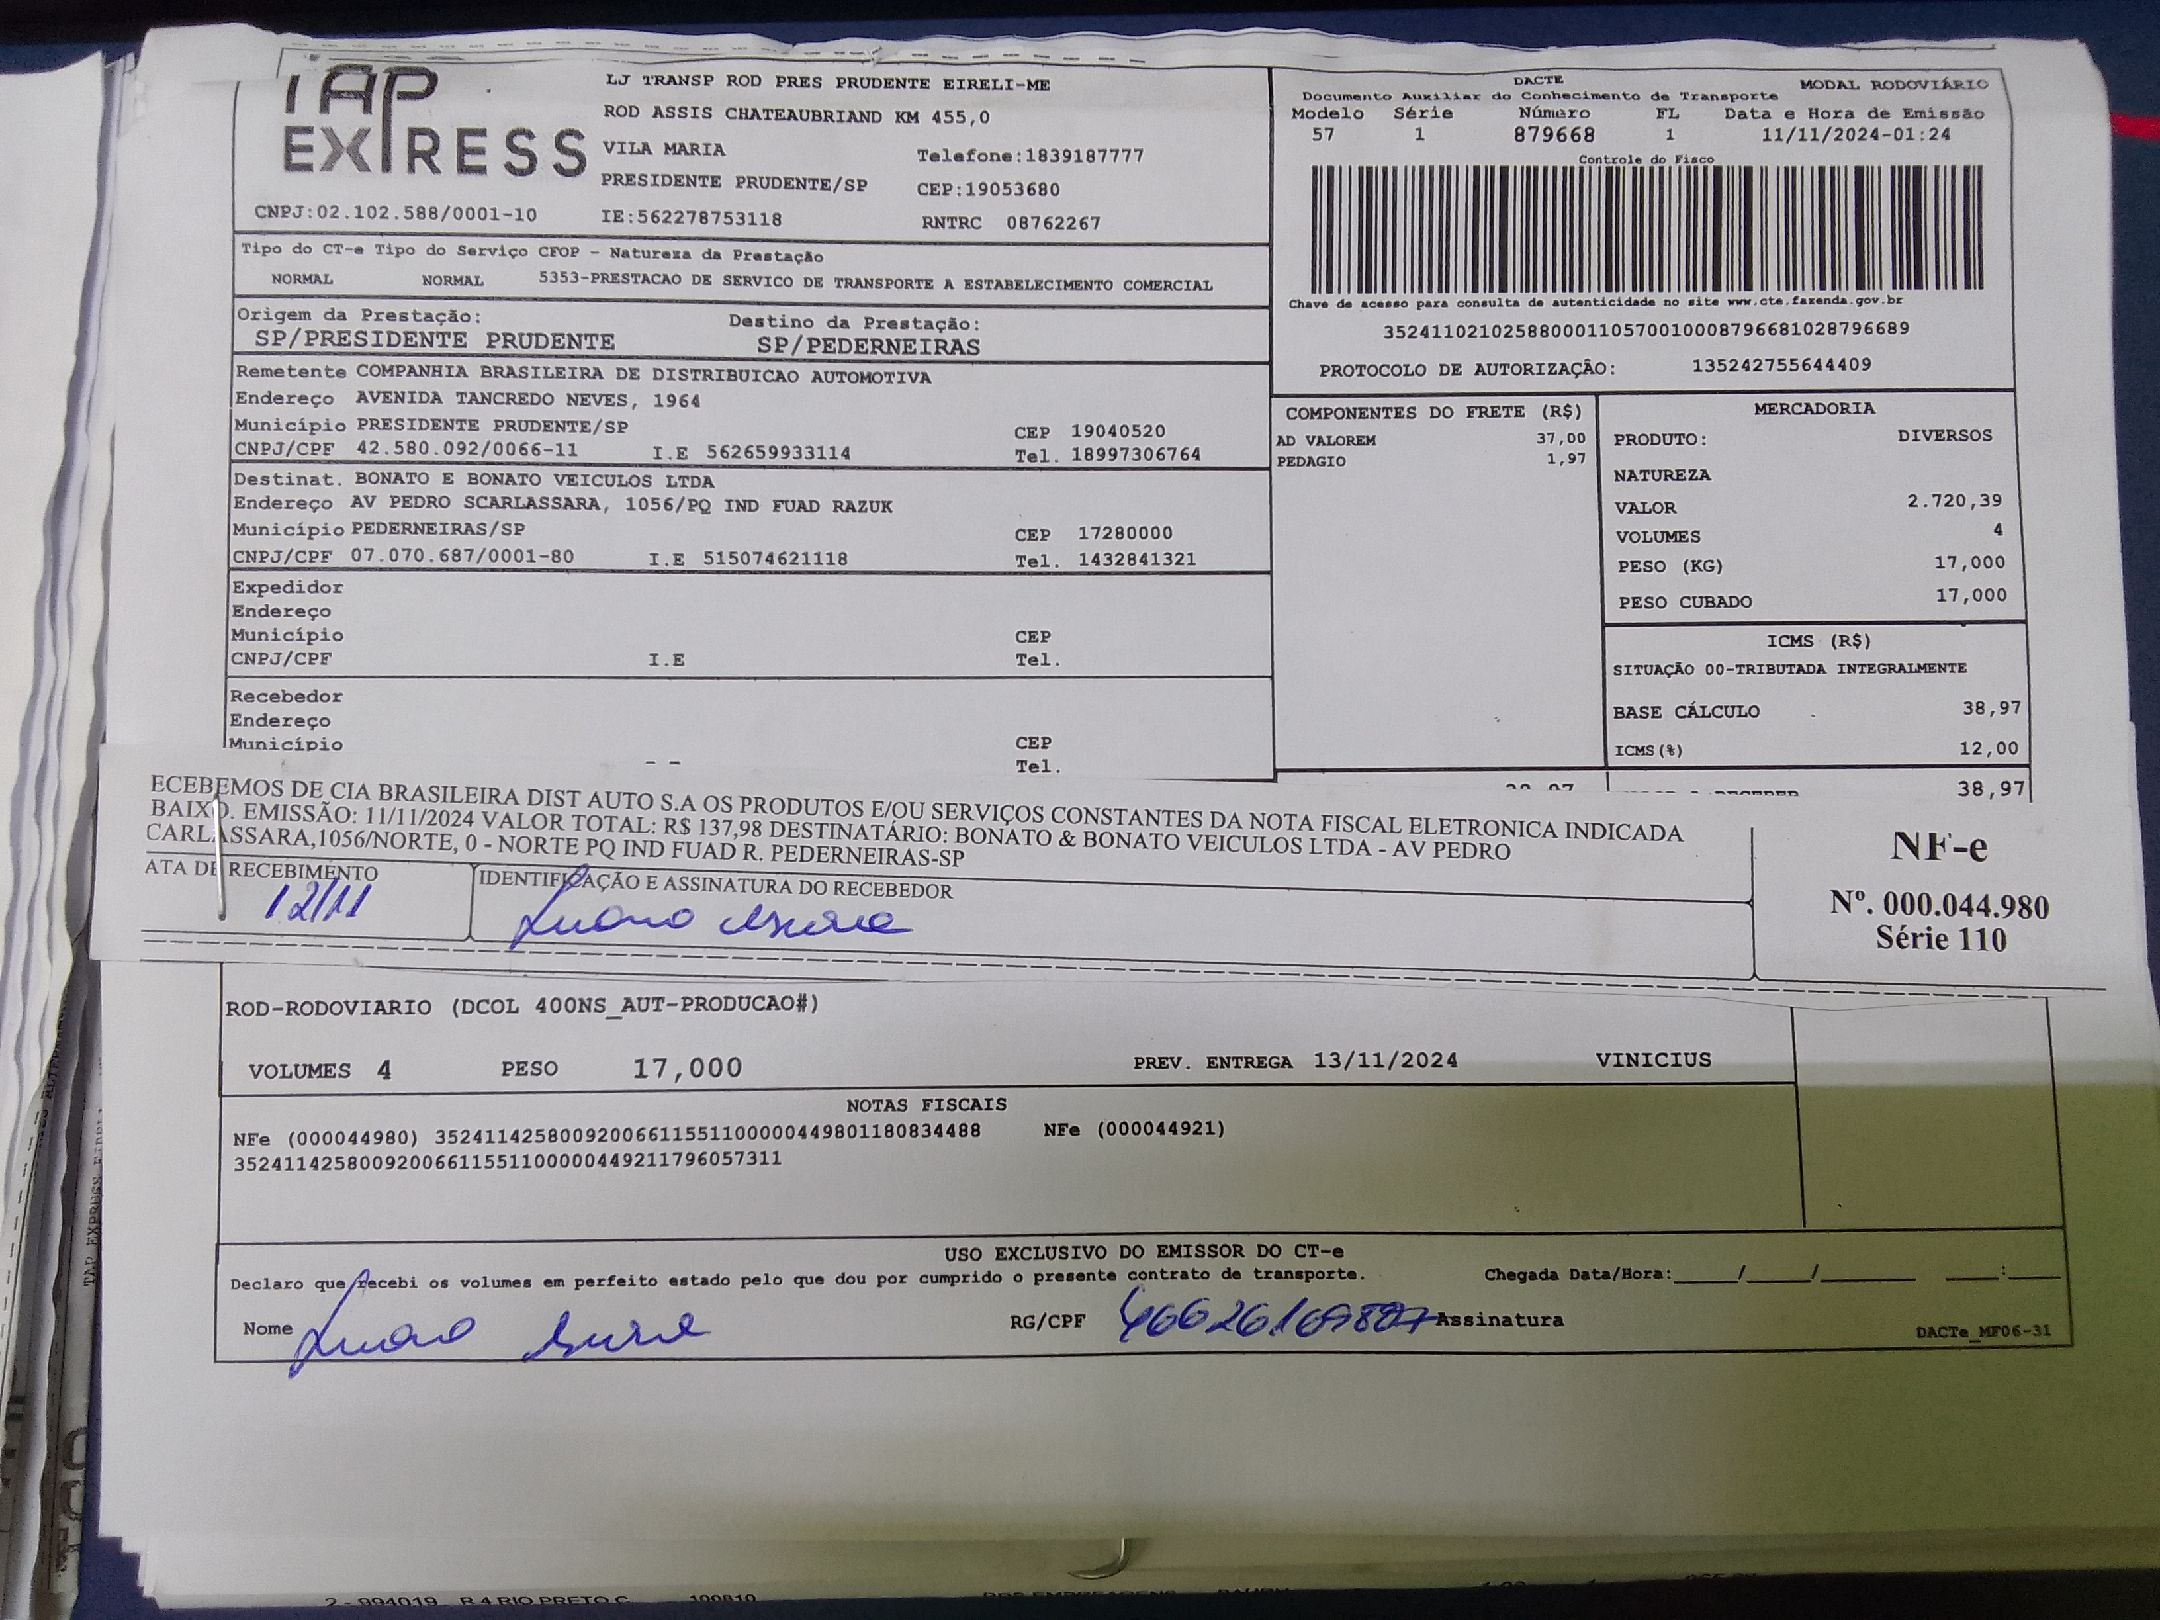 TAP EXPRESS
LJ TRANSP ROD PRES PRUDENTE EIRELI-ME
ROD ASSIS CHATEAUBRIAND KM 455,0
VILA MARIA Telefone:1839187777
PRESIDENTE PRUDENTE/SP CEP:19053680
CNPJ:02.102.588/0001-10 IE:562278753118 RNTRC 08762267
DACTE MODAL RODOVIÁRIO
Documento Auxiliar do Conhecimento de Transporte
Modelo Série Número FL Data e Hora de Emissão
57 1 879668 1 11/11/2024-01:24
Controle do Fisco
Chave de acesso para consulta de autenticidade no site www.cte.fazenda.gov.br
35241102102588000110570010008796681028796689
PROTOCOLO DE AUTORIZAÇÃO: 135242755644409
Tipo do CT-e Tipo do Serviço CFOP - Natureza da Prestação
NORMAL NORMAL 5353-PRESTACAO DE SERVICO DE TRANSPORTE A ESTABELECIMENTO COMERCIAL
Origem da Prestação: Destino da Prestação:
SP/PRESIDENTE PRUDENTE SP/PEDERNEIRAS
Remetente COMPANHIA BRASILEIRA DE DISTRIBUICAO AUTOMOTIVA
Endereço AVENIDA TANCREDO NEVES, 1964
Município PRESIDENTE PRUDENTE/SP CEP 19040520
CNPJ/CPF 42.580.092/0066-11 I.E 562659933114 Tel. 18997306764
Destinat. BONATO E BONATO VEICULOS LTDA
Endereço AV PEDRO SCARLASSARA, 1056/PQ IND FUAD RAZUK
Município PEDERNEIRAS/SP CEP 17280000
CNPJ/CPF 07.070.687/0001-80 I.E 515074621118 Tel. 1432841321
Expedidor
Endereço
Município CEP
CNPJ/CPF I.E Tel.
Recebedor
Endereço
Município CEP
Tel.
COMPONENTES DO FRETE (R$)
AD VALOREM 37,00
PEDAGIO 1,97
MERCADORIA
PRODUTO: DIVERSOS
NATUREZA
VALOR 2.720,39
VOLUMES 4
PESO (KG) 17,000
PESO CUBADO 17,000
ICMS (R$)
SITUAÇÃO 00-TRIBUTADA INTEGRALMENTE
BASE CÁLCULO 38,97
ICMS(%) 12,00
38,97
ECEBEMOS DE CIA BRASILEIRA DIST AUTO S.A OS PRODUTOS E/OU SERVIÇOS CONSTANTES DA NOTA FISCAL ELETRONICA INDICADA
BAIXO. EMISSÃO: 11/11/2024 VALOR TOTAL: R$ 137,98 DESTINATÁRIO: BONATO & BONATO VEICULOS LTDA - AV PEDRO
CARLASSARA,1056/NORTE, 0 - NORTE PQ IND FUAD R. PEDERNEIRAS-SP
ATA DE RECEBIMENTO IDENTIFICAÇÃO E ASSINATURA DO RECEBEDOR
12/11
NF-e
Nº. 000.044.980
Série 110
ROD-RODOVIARIO (DCOL 400NS_AUT-PRODUCAO#)
VOLUMES 4 PESO 17,000 PREV. ENTREGA 13/11/2024 VINICIUS
NOTAS FISCAIS
NFe (000044980) 35241142580092006611551100000449801180834488 NFe (000044921)
35241142580092006611551100000449211796057311
USO EXCLUSIVO DO EMISSOR DO CT-e
Declaro que recebi os volumes em perfeito estado pelo que dou por cumprido o presente contrato de transporte. Chegada Data/Hora:____/____/______ ___:___
Nome RG/CPF Assinatura
DACTe_MF06-31